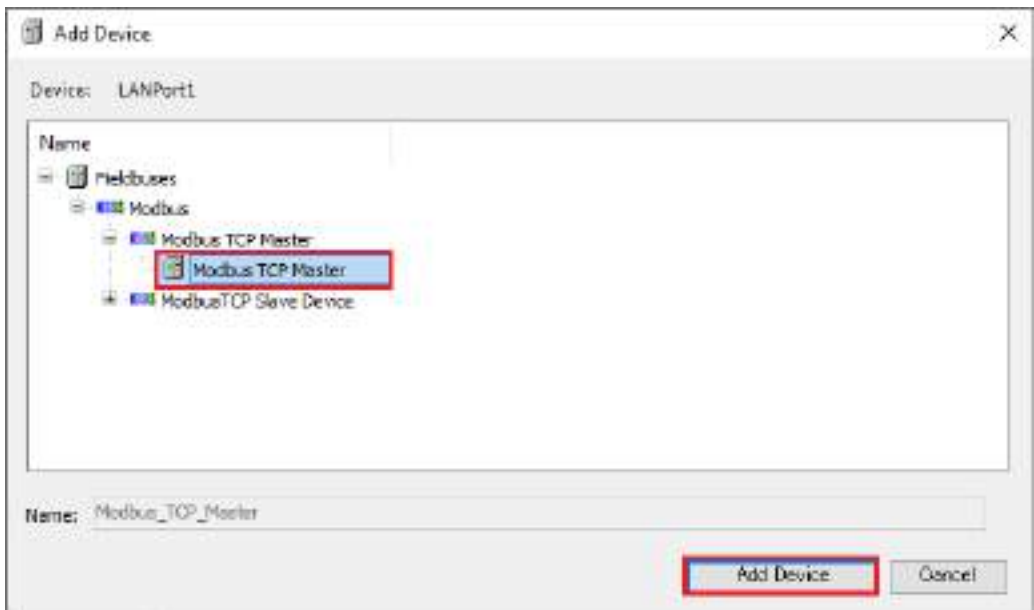 Add Device
Device: LANPort1
Name
Fieldbuses
Modbus
Modbus TCP Master
Modbus TCP Master
ModbusTCP Slave Device
Name: Modbus_TCP_Master
Add Device Cancel